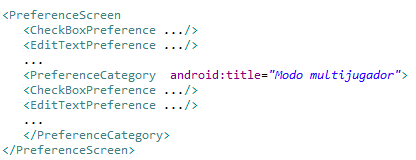 <PreferenceScreen
<CheckBoxPreference .../>
<EditTextPreference .../>
...
<PreferenceCategory  android:title="Modo multijugador">
<CheckBoxPreference .../>
<EditTextPreference .../>
...
</PreferenceCategory>
</PreferenceScreen>